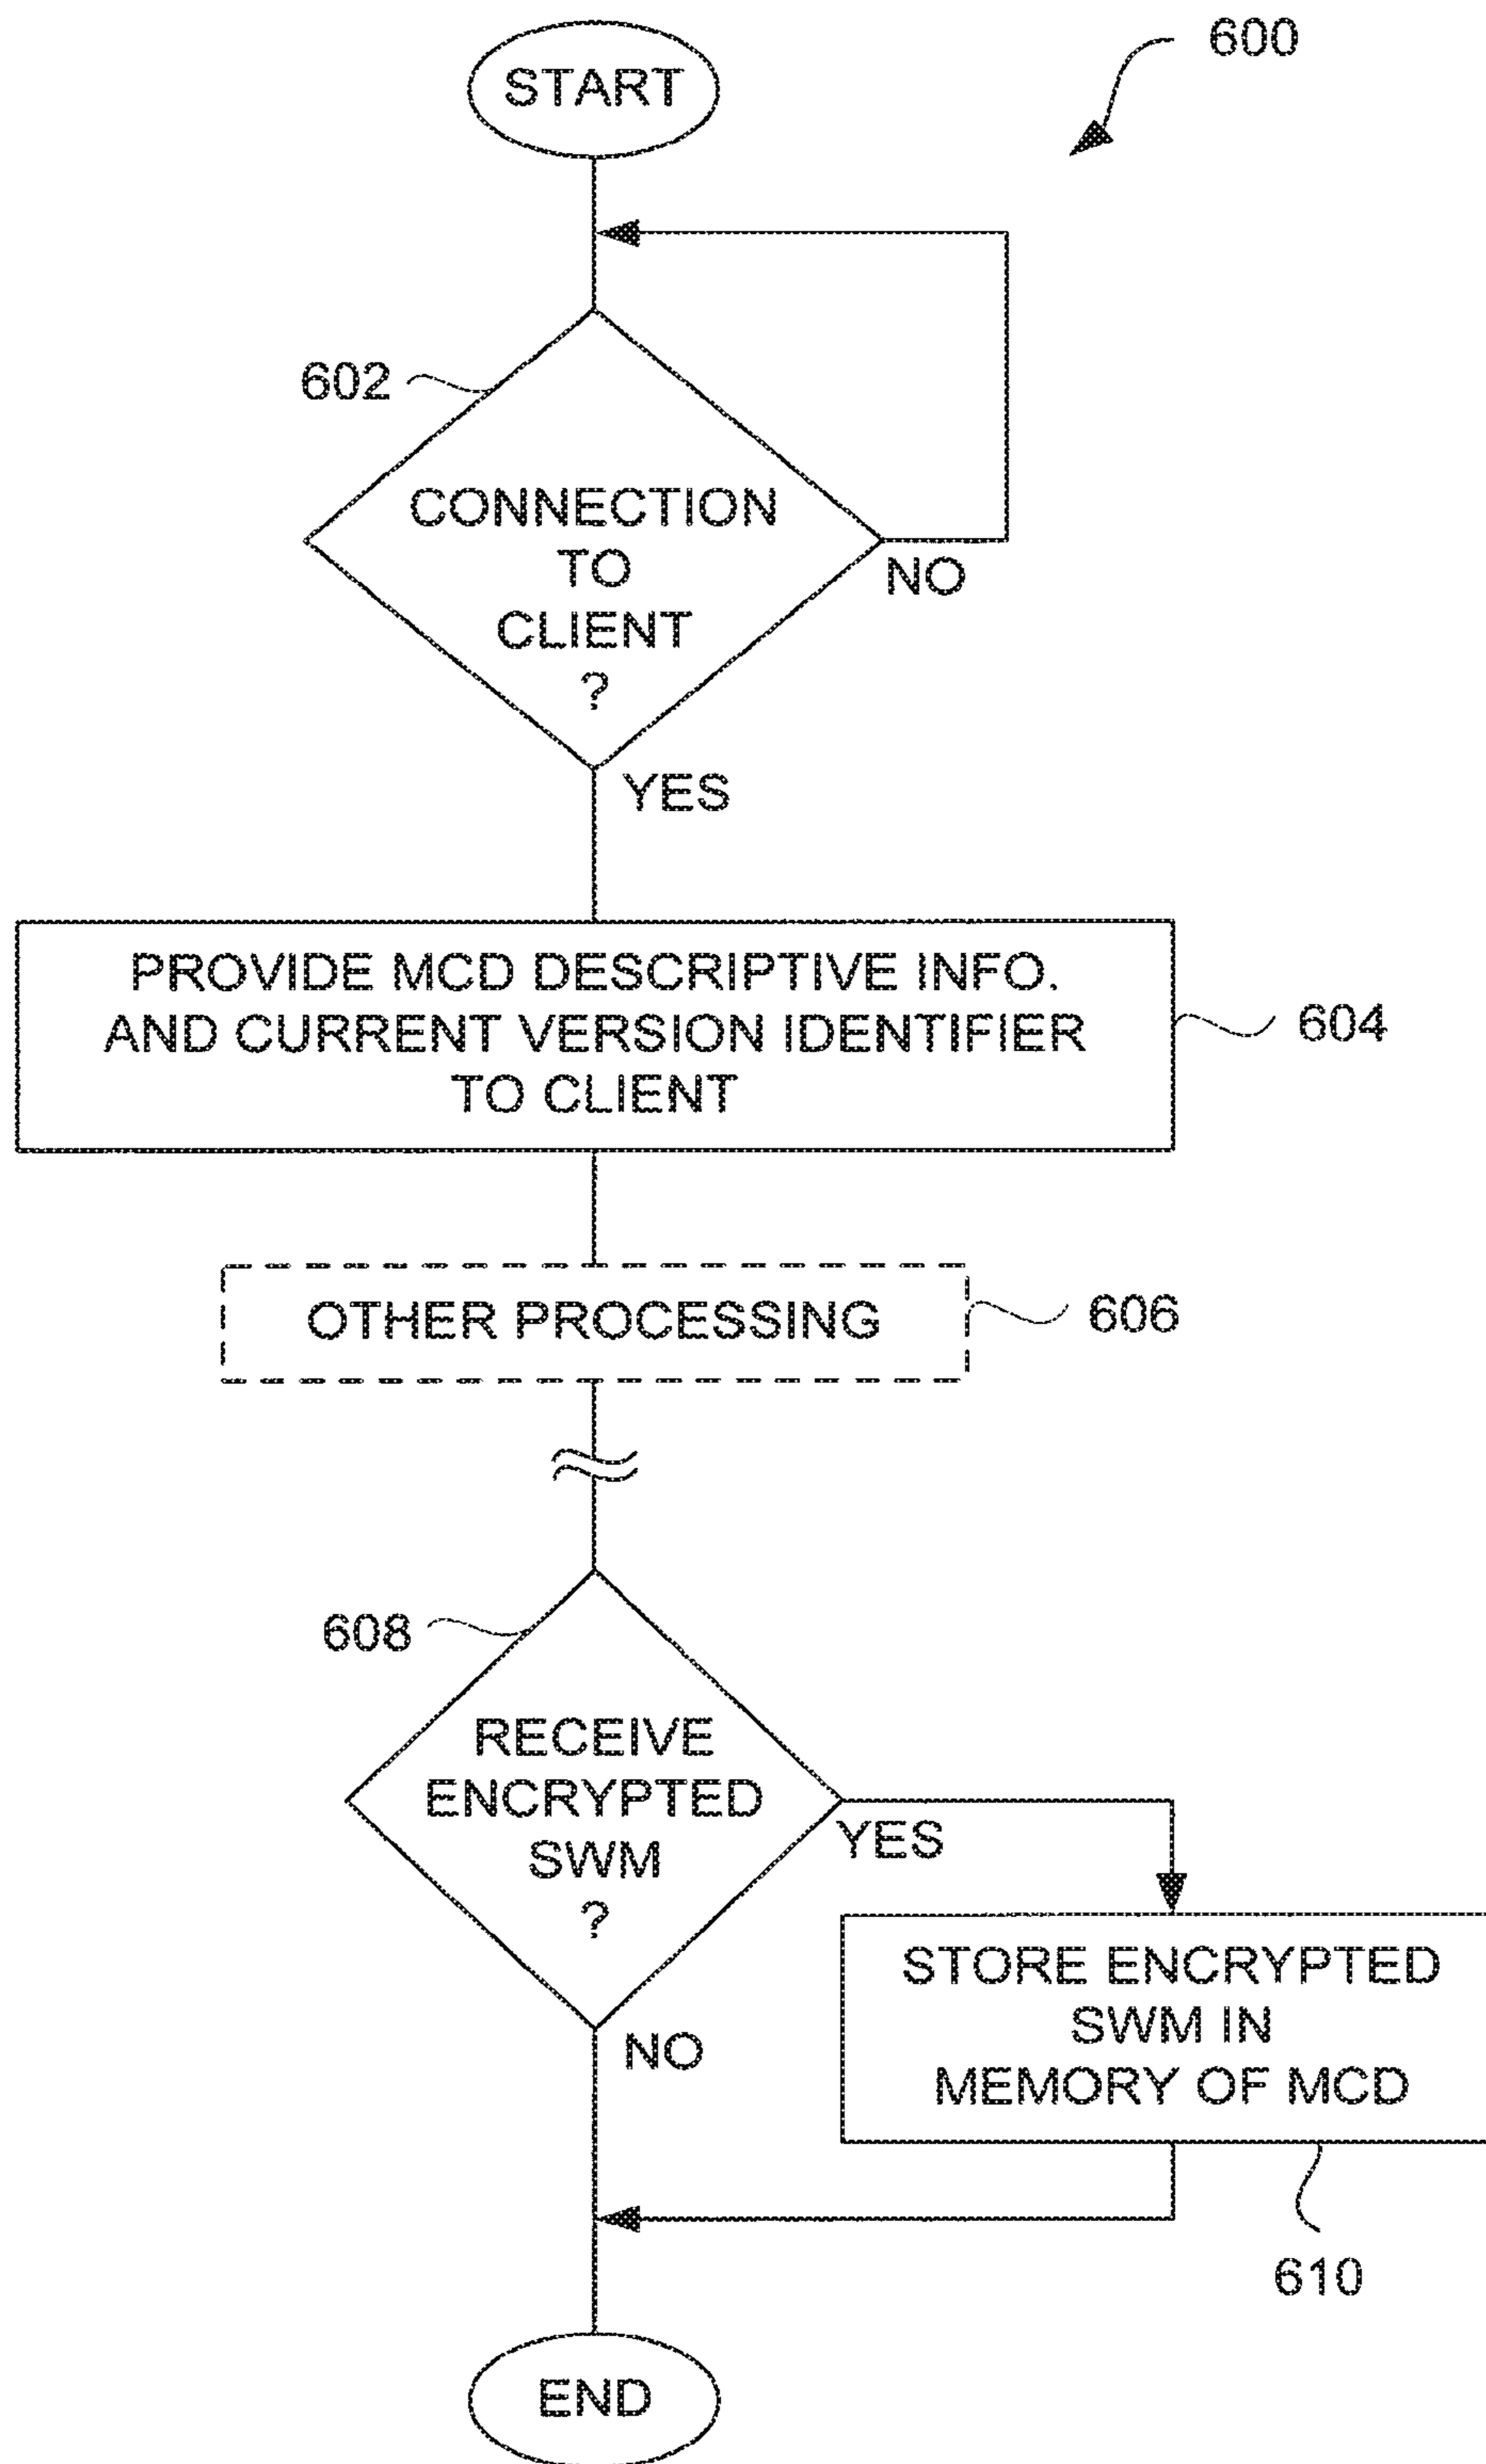 600
START
602
CONNECTION
TO
CLIENT
?
NO
YES
PROVIDE MCD DESCRIPTIVE INFO.
AND CURRENT VERSION IDENTIFIER
TO CLIENT
604
OTHER PROCESSING
606
608
RECEIVE
ENCRYPTED
SWM
?
YES
NO
STORE ENCRYPTED
SWM IN
MEMORY OF MCD
610
END